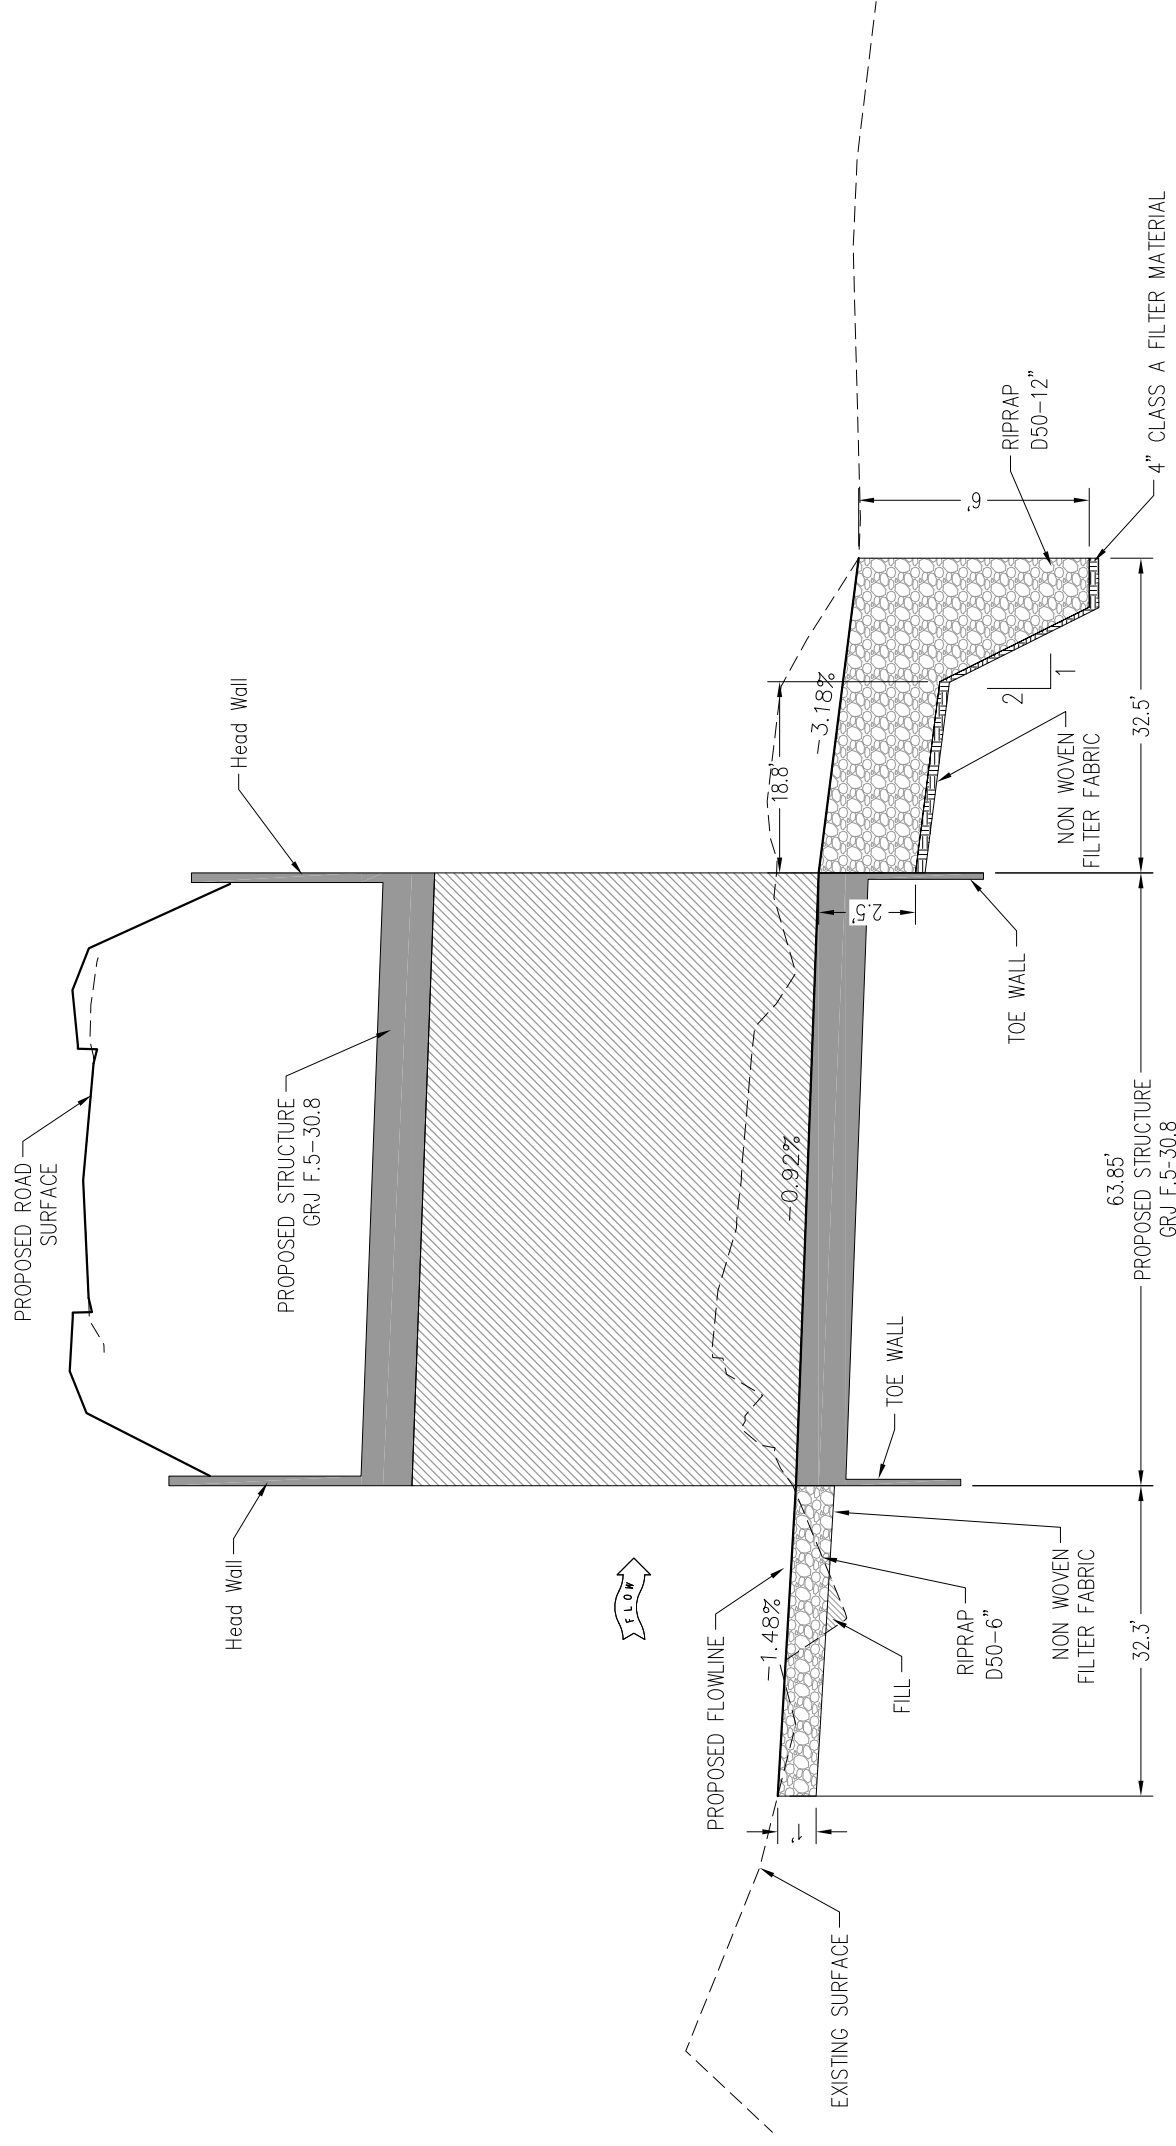 PROPOSED ROAD
SURFACE
Head Wall
Head Wall
PROPOSED STRUCTURE
GRJ F.5-30.8
FLOW
PROPOSED FLOWLINE
-1.48%
-0.92%
-3.18%
18.8'
1'
2.5'
6'
EXISTING SURFACE
FILL
RIPRAP
D50-6"
NON WOVEN
FILTER FABRIC
TOE WALL
TOE WALL
NON WOVEN
FILTER FABRIC
2
1
RIPRAP
D50-12"
4" CLASS A FILTER MATERIAL
32.3'
63.85'
PROPOSED STRUCTURE
GRJ F.5-30.8
32.5'